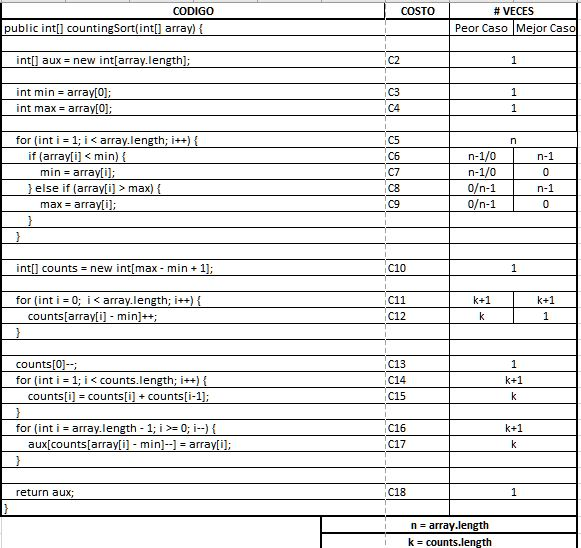 CODIGO COSTO # VECES
public int[] countingSort(int[] array) { Peor Caso Mejor Caso
int[] aux = new int[array.length]; C2 1
int min = array[0]; C3 1
int max = array[0]; C4 1
for (int i = 1; i < array.length; i++) { C5 n
if (array[i] < min) { C6 n-1/0 n-1
min = array[i]; C7 n-1/0 0
} else if (array[i] > max) { C8 0/n-1 n-1
max = array[i]; C9 0/n-1 0
}
}
int[] counts = new int[max - min + 1]; C10 1
for (int i = 0; i < array.length; i++) { C11 k+1 k+1
counts[array[i] - min]++; C12 k 1
}
counts[0]--; C13 1
for (int i = 1; i < counts.length; i++) { C14 k+1
counts[i] = counts[i] + counts[i-1]; C15 k
}
for (int i = array.length - 1; i >= 0; i--) { C16 k+1
aux[counts[array[i] - min]--] = array[i]; C17 k
}
return aux; C18 1
}
n = array.length
k = counts.length